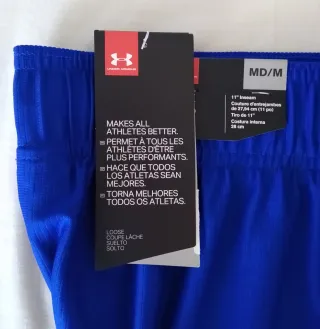 UNDER ARMOUR
MAKES ALL
ATHLETES BETTER.
PERMET À TOUS LES
ATHLÈTES D'ÊTRE
PLUS PERFORMANTS.
HACE QUE TODOS
LOS ATLETAS SEAN
MEJORES.
TORNA MELHORES
TODOS OS ATLETAS.
LOOSE
COUPE LÂCHE
SUELTO
SOLTO
MD/M
11" Inseam
Couture d'entrejambes
de 27,94 cm (11 po)
Tiro de 11"
Costura interna
28 cm